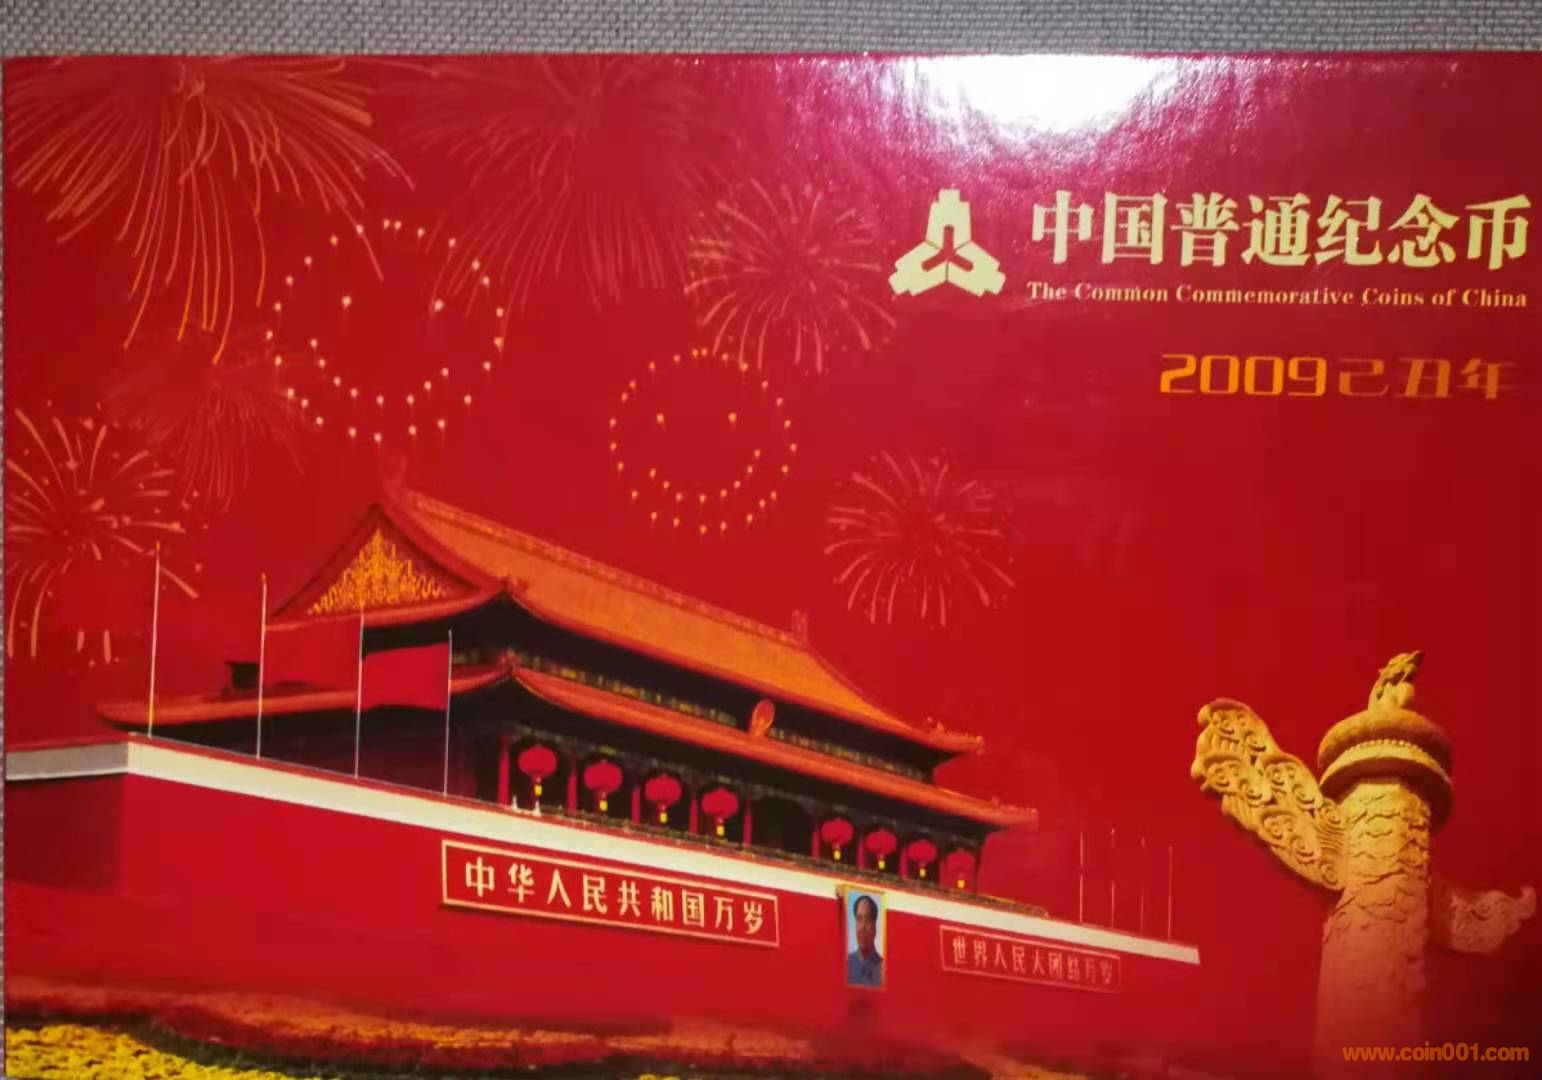 中国普通纪念币
The Common Commemorative Coins of China
2009己丑年
中华人民共和国万岁
世界人民大团结万岁
www.coin001.com